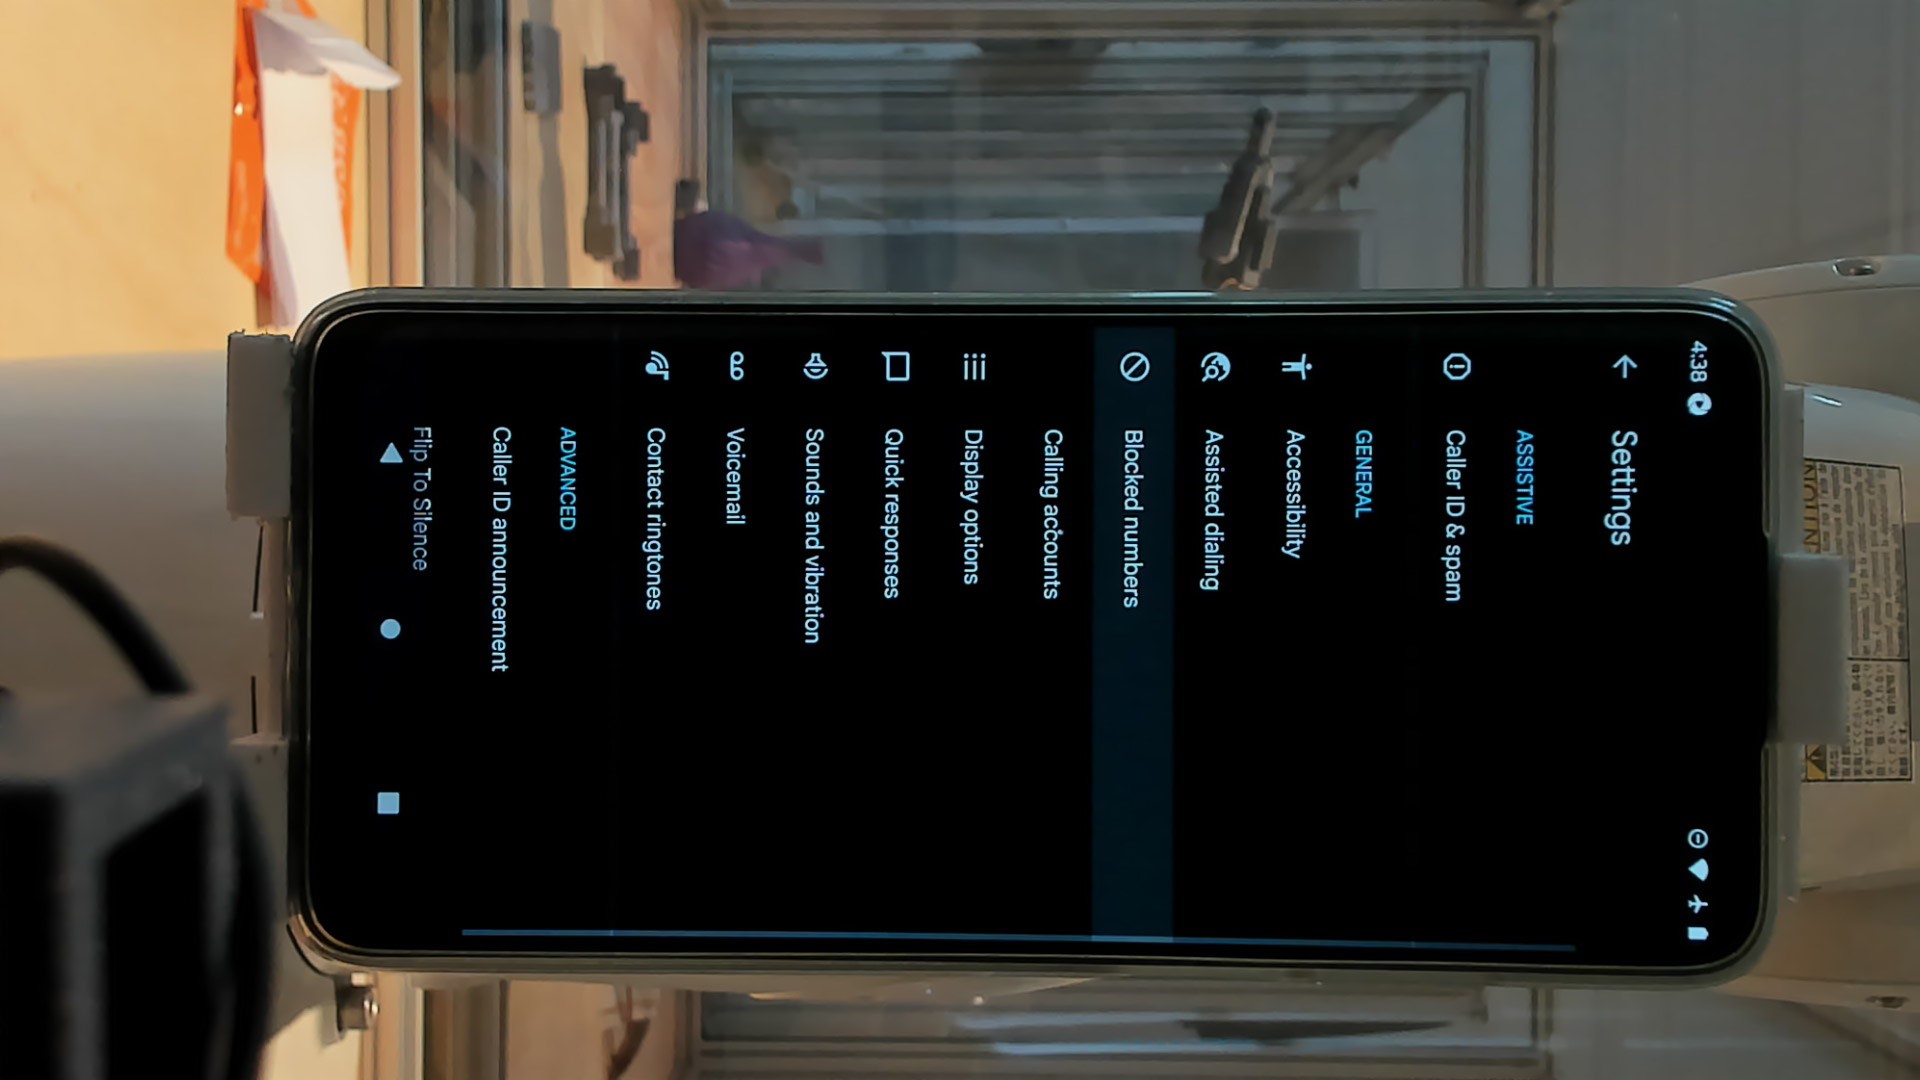 4:38
Settings
ASSISTIVE
Caller ID & spam
GENERAL
Accessibility
Assisted dialing
Blocked numbers
Calling accounts
Display options
Quick responses
Sounds and vibration
Voicemail
Contact ringtones
ADVANCED
Caller ID announcement
Flip To Silence